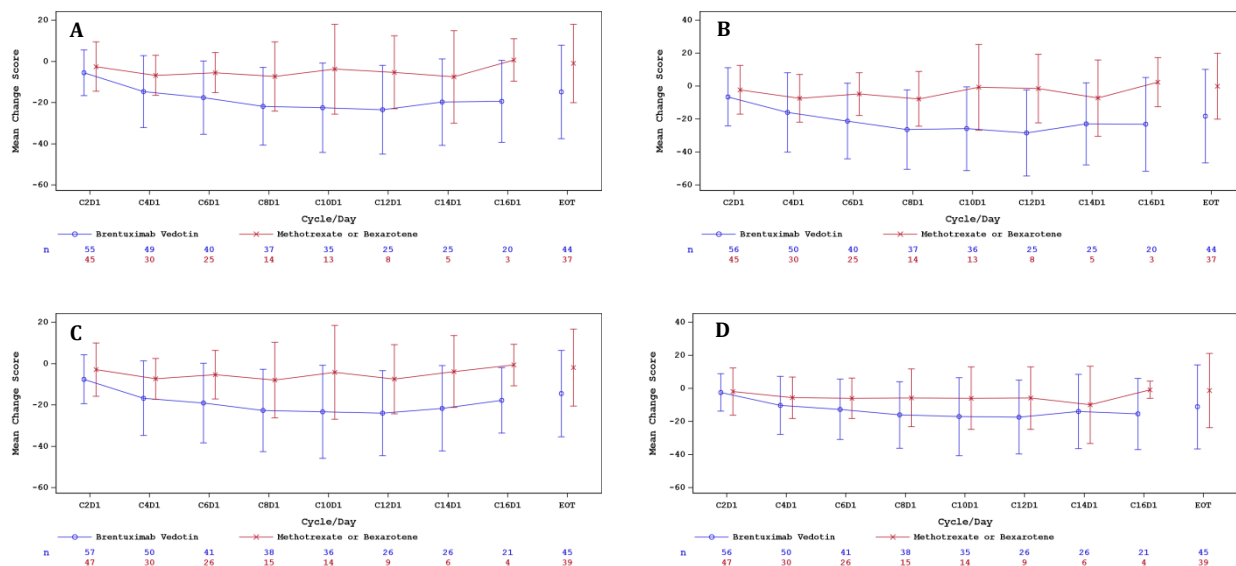 A
20
0
-20
-40
-60
Mean Change Score
C2D1 C4D1 C6D1 C8D1 C10D1 C12D1 C14D1 C16D1 EOT
Cycle/Day
Brentuximab Vedotin Methotrexate or Bexarotene
n 55 49 40 37 35 25 25 20 44
45 30 25 14 13 8 5 3 37
B
40
20
0
-20
-40
-60
Mean Change Score
C2D1 C4D1 C6D1 C8D1 C10D1 C12D1 C14D1 C16D1 EOT
Cycle/Day
Brentuximab Vedotin Methotrexate or Bexarotene
n 56 50 40 37 36 25 25 20 44
45 30 25 14 13 8 5 3 37
C
20
0
-20
-40
-60
Mean Change Score
C2D1 C4D1 C6D1 C8D1 C10D1 C12D1 C14D1 C16D1 EOT
Cycle/Day
Brentuximab Vedotin Methotrexate or Bexarotene
n 57 50 41 38 36 26 26 21 45
47 30 26 15 14 9 6 4 39
D
40
20
0
-20
-40
-60
Mean Change Score
C2D1 C4D1 C6D1 C8D1 C10D1 C12D1 C14D1 C16D1 EOT
Cycle/Day
Brentuximab Vedotin Methotrexate or Bexarotene
n 56 50 41 38 35 26 26 21 45
47 30 26 15 14 9 6 4 39